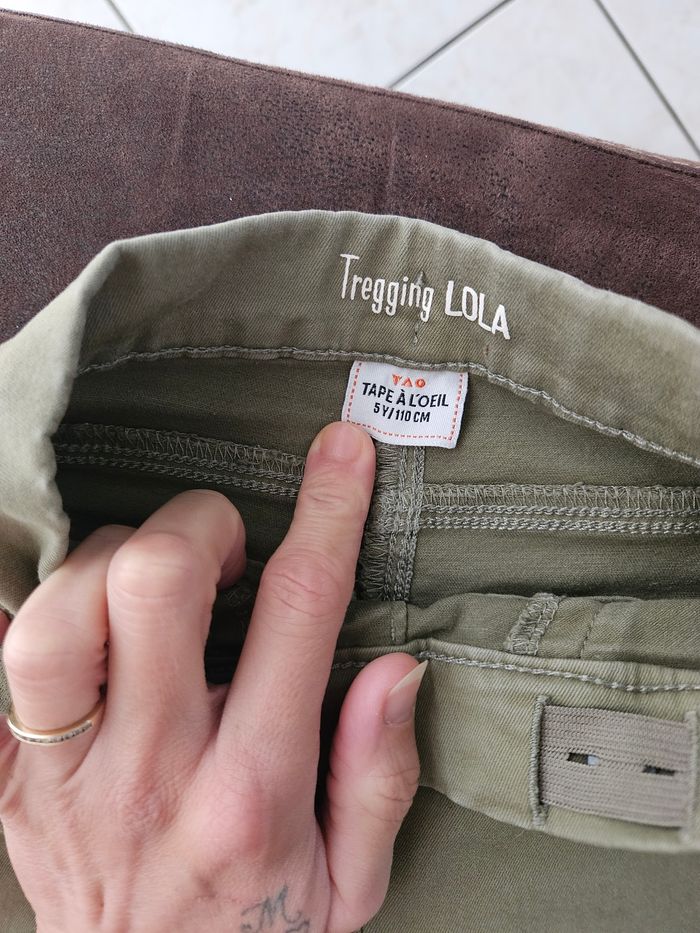 Tregging LOLA
TAO
TAPE À L'OEIL
5Y/110 CM
M